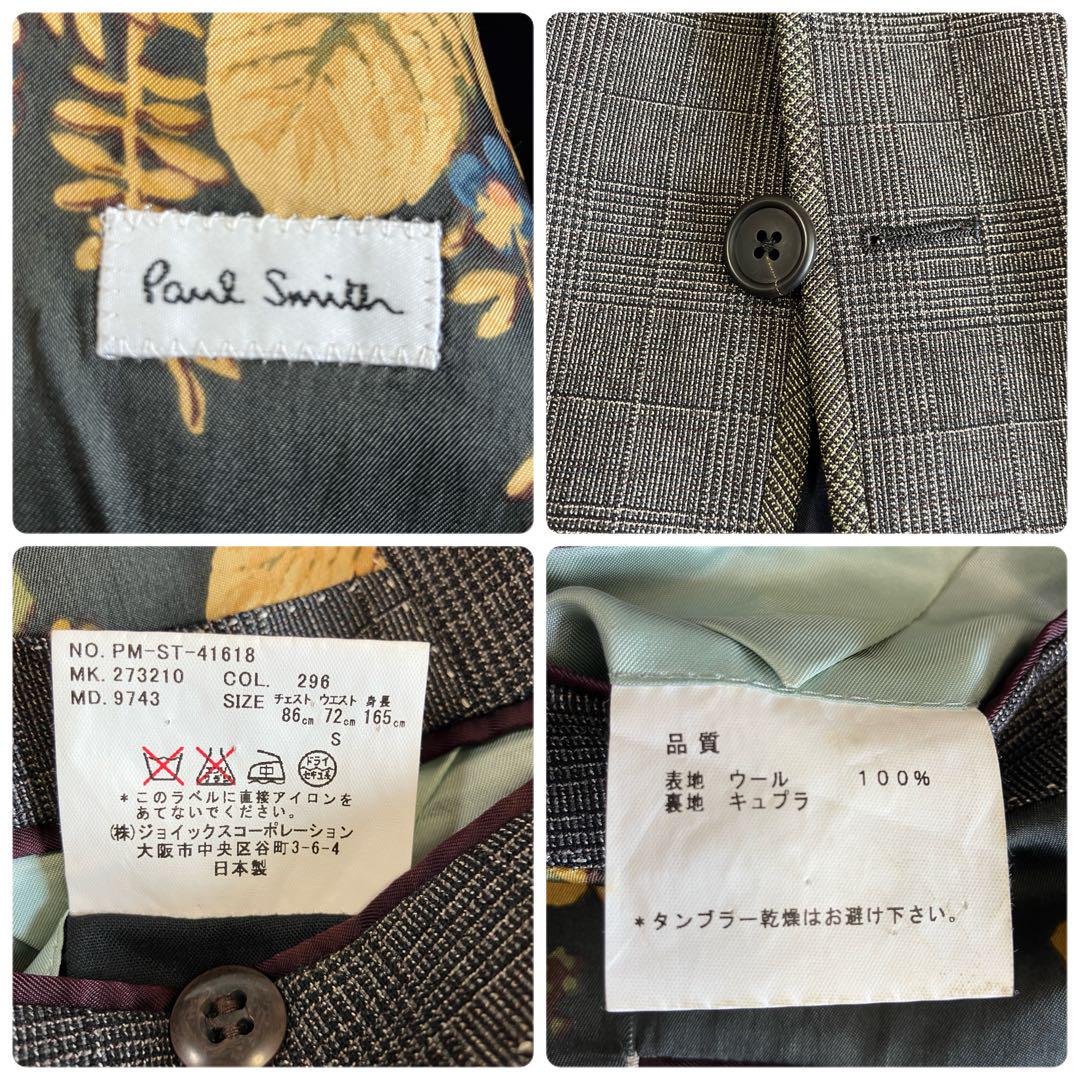 Paul Smith
NO. PM-ST-41618
MK. 273210 COL. 296
MD. 9743 SIZE チェスト ウエスト 身長
86cm 72cm 165cm
S
ドライ
セキユ系
*このラベルに直接アイロンを
あてないでください。
(株)ジョイックスコーポレーション
大阪市中央区谷町3-6-4
日本製
品質
表地 ウール 100%
裏地 キュプラ
*タンブラー乾燥はお避け下さい。